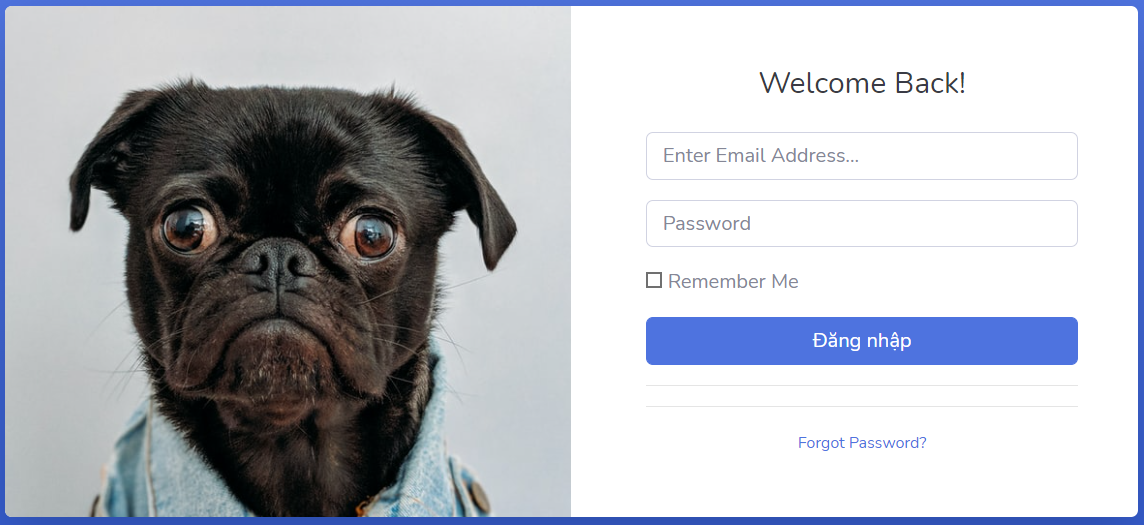 Welcome Back!
Enter Email Address...
Password
Remember Me
Đăng nhập
Forgot Password?